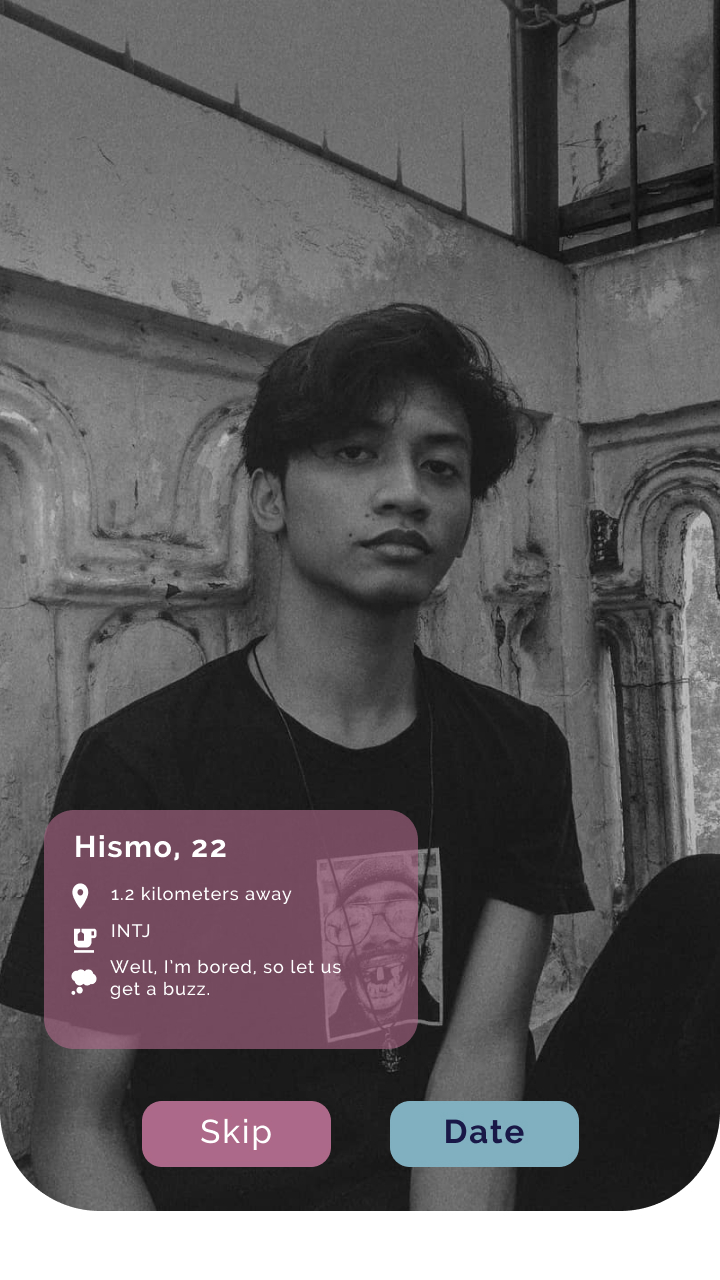 Hismo, 22
1.2 kilometers away
INTJ
Well, I'm bored, so let us
get a buzz.
Skip
Date